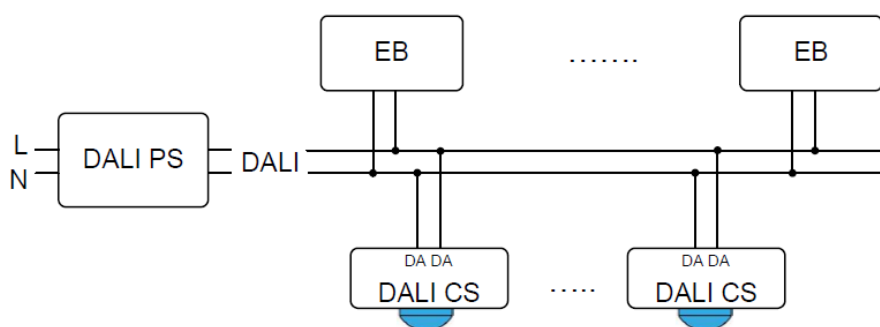 EB
.......
EB
L
N
DALI PS
DALI
DA DA
DALI CS
.....
DA DA
DALI CS